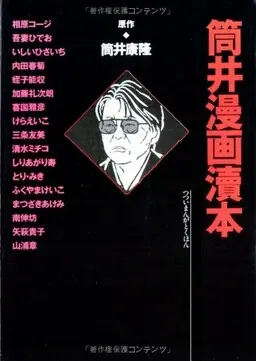 「著作権保護コンテンツ」
筒井漫画瀆本
つついまんがとくほん
原作
◆
筒井康隆
相原コージ
吾妻ひでお
いしいひさいち
内田春菊
蛭子能収
加藤礼次朗
喜国雅彦
けらえいこ
三条友美
清水ミチコ
しりあがり寿
とり・みき
ふくやまけいこ
まつざきあけみ
南伸坊
矢萩貴子
山浦章
「著作権保護コンテンツ」